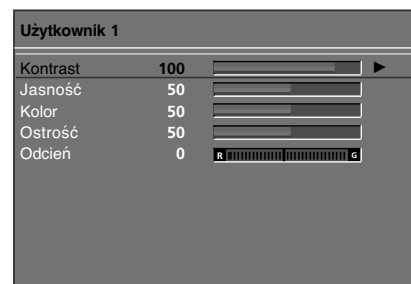 Użytkownik 1
Kontrast 100
Jasność 50
Kolor 50
Ostrość 50
Odcień 0 R G